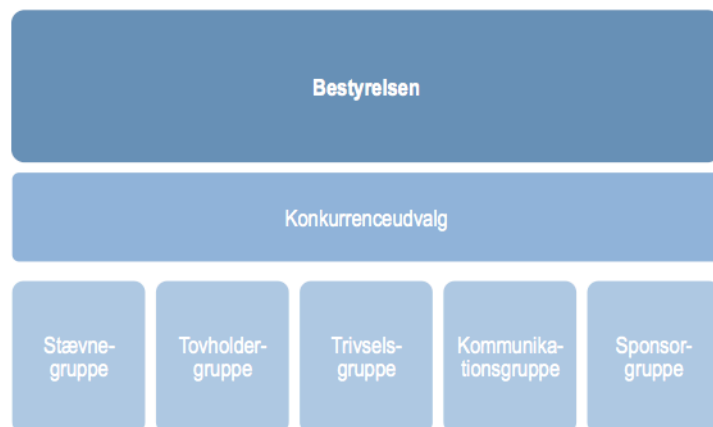 Bestyrelsen
Konkurrenceudvalg
Stævne-
gruppe
Tovholder-
gruppe
Trivsels-
gruppe
Kommunika-
tionsgruppe
Sponsor-
gruppe